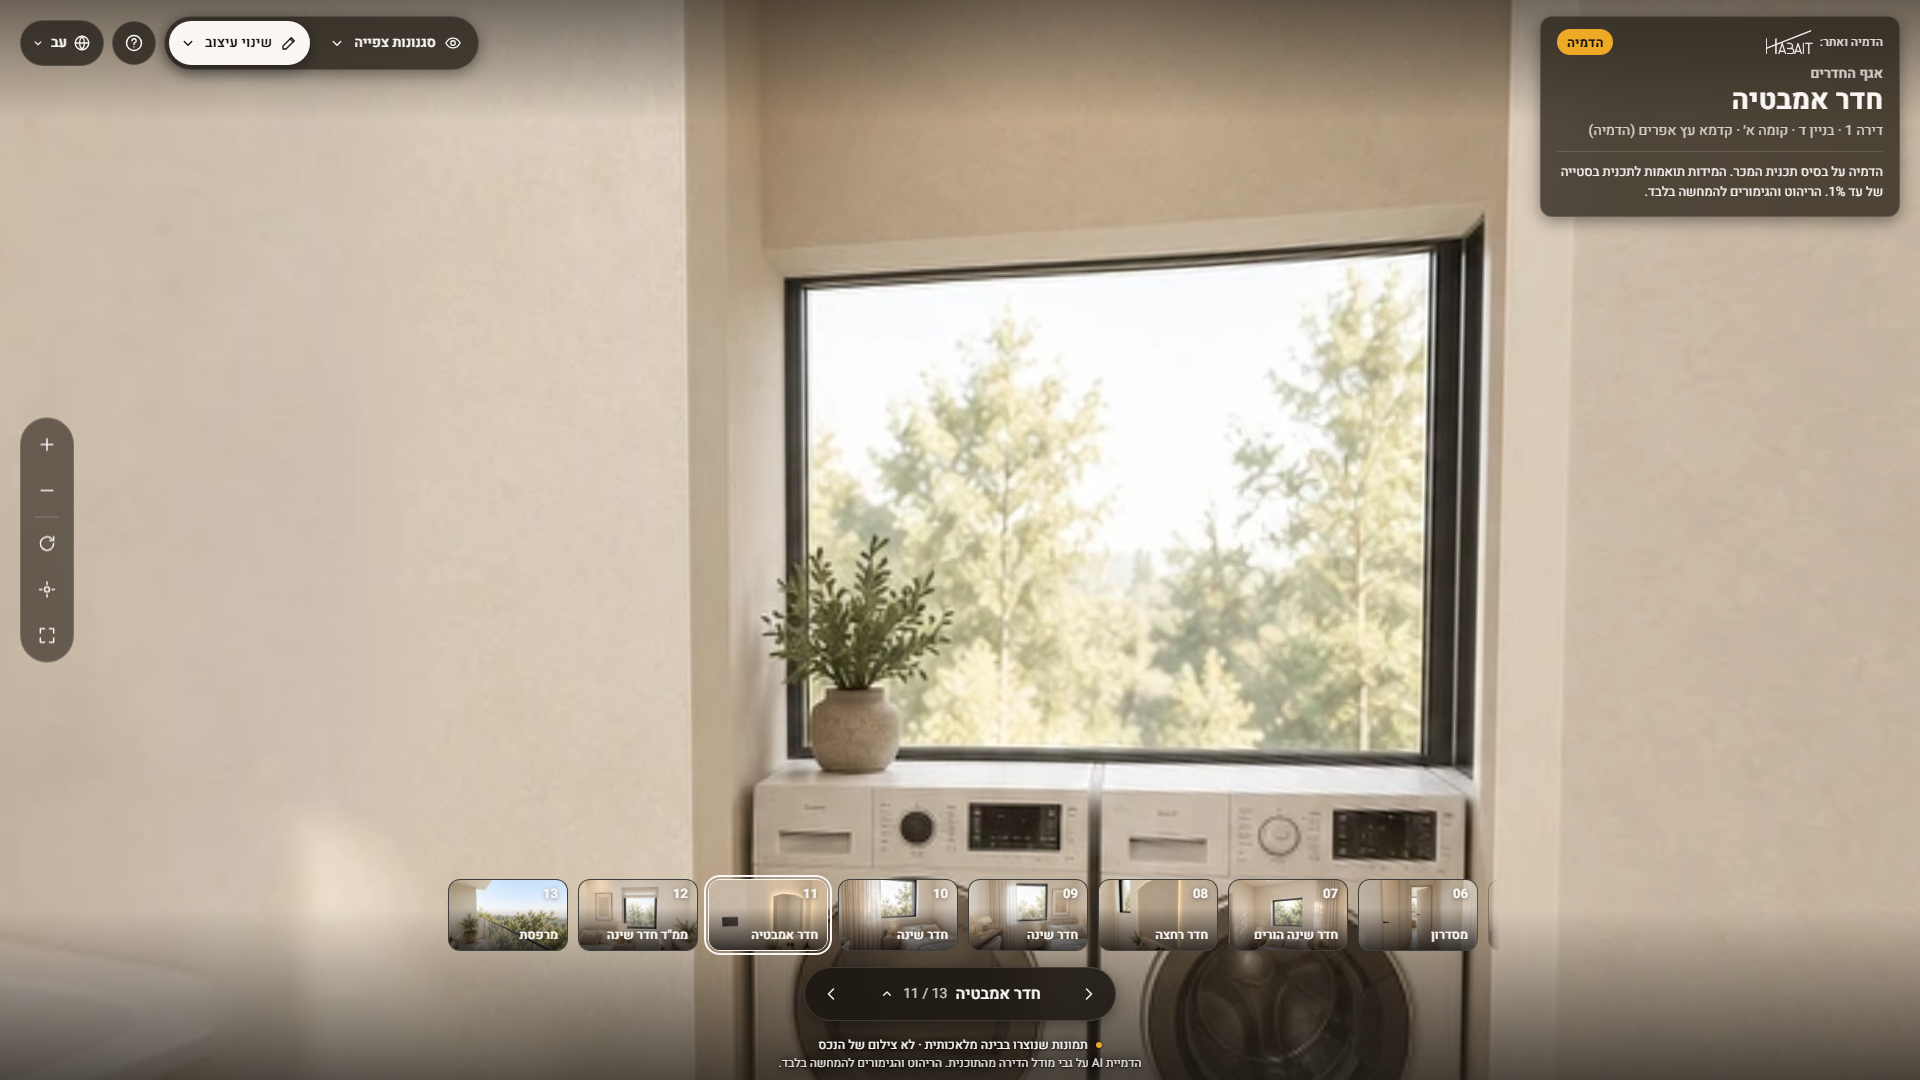 הדמיה ואתר: HABAIT
הדמיה
אגף החדרים
חדר אמבטיה
דירה 1 · בניין ד · קומה א' · קדמא עץ אפרים (הדמיה)
הדמיה על בסיס תכנית המכר. המידות תואמות לתכנית בסטייה
של עד 1%. הריהוט והגימורים להמחשה בלבד.
סגנונות צפייה
שינוי עיצוב
עב
06 מסדרון
07 חדר שינה הורים
08 חדר רחצה
09 חדר שינה
10 חדר שינה
11 חדר אמבטיה
12 ממ"ד חדר שינה
13 מרפסת
חדר אמבטיה 11 / 13
תמונות שנוצרו בבינה מלאכותית · לא צילום של הנכס
הדמיית AI על גבי מודל הדירה מהתוכנית. הריהוט והגימורים להמחשה בלבד.